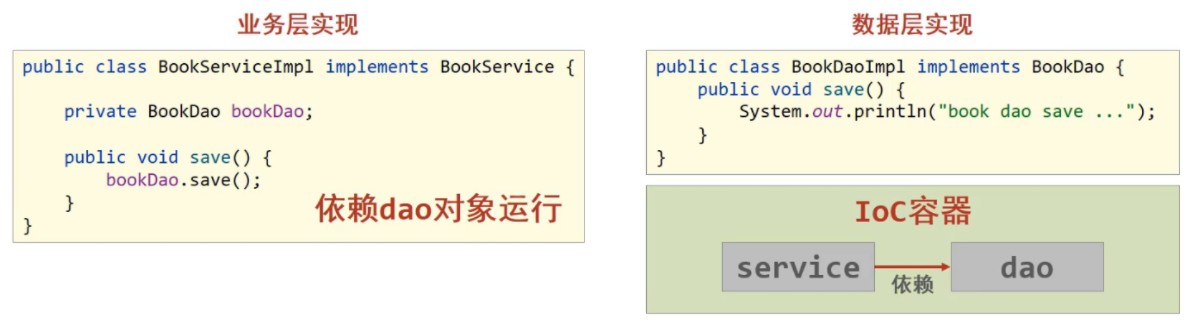 业务层实现
public class BookServiceImpl implements BookService {
private BookDao bookDao;
public void save() {
bookDao.save();
}
}
依赖dao对象运行
数据层实现
public class BookDaoImpl implements BookDao {
public void save() {
System.out.println("book dao save ...");
}
}
IoC容器
service
依赖
dao